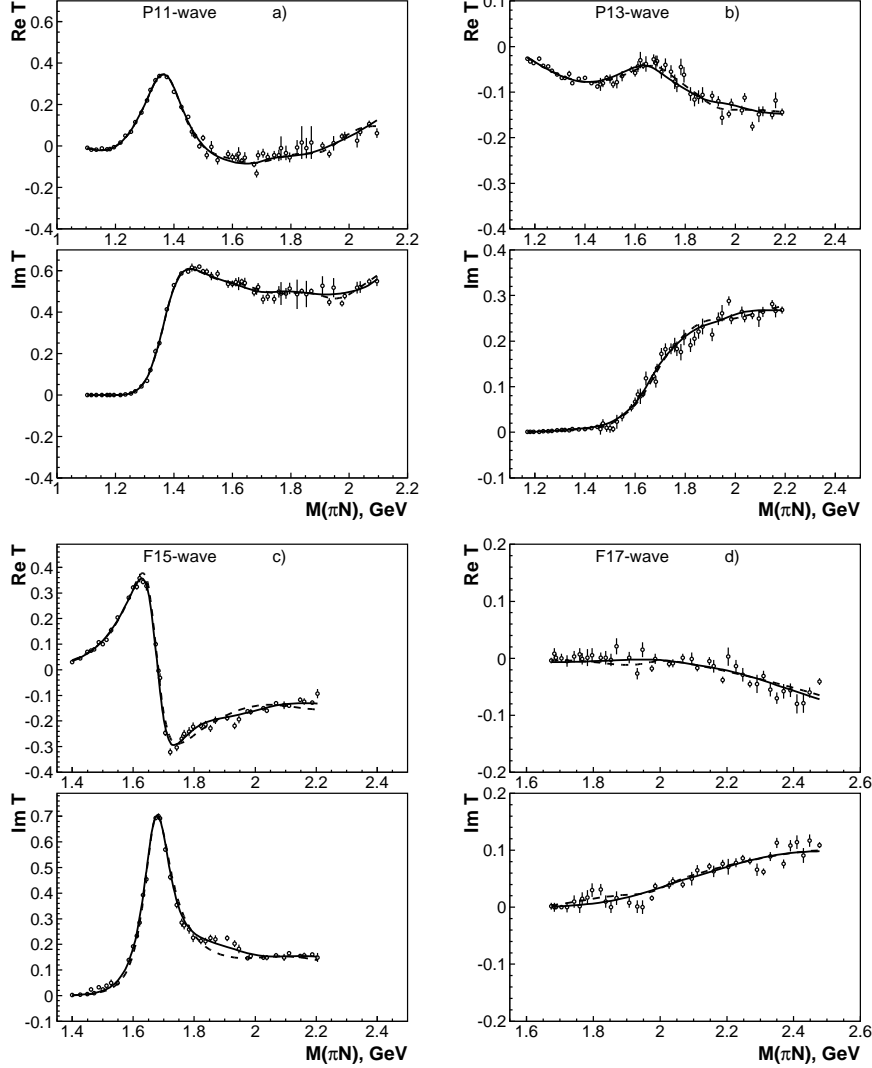 P11-wave a)
Re T
0.6
0.4
0.2
0
-0.2
-0.4
1 1.2 1.4 1.6 1.8 2 2.2
Im T
0.6
0.4
0.2
0
-0.2
-0.4
1 1.2 1.4 1.6 1.8 2 2.2
M(πN), GeV
P13-wave b)
Re T
0.1
0
-0.1
-0.2
-0.3
-0.4
1.2 1.4 1.6 1.8 2 2.2 2.4
Im T
0.4
0.3
0.2
0.1
0
-0.1
1.2 1.4 1.6 1.8 2 2.2 2.4
M(πN), GeV
F15-wave c)
Re T
0.4
0.3
0.2
0.1
0
-0.1
-0.2
-0.3
-0.4
1.4 1.6 1.8 2 2.2 2.4
Im T
0.7
0.6
0.5
0.4
0.3
0.2
0.1
0
-0.1
1.4 1.6 1.8 2 2.2 2.4
M(πN), GeV
F17-wave d)
Re T
0.2
0.1
0
-0.1
-0.2
1.6 1.8 2 2.2 2.4 2.6
Im T
0.2
0.1
0
-0.1
-0.2
1.6 1.8 2 2.2 2.4 2.6
M(πN), GeV